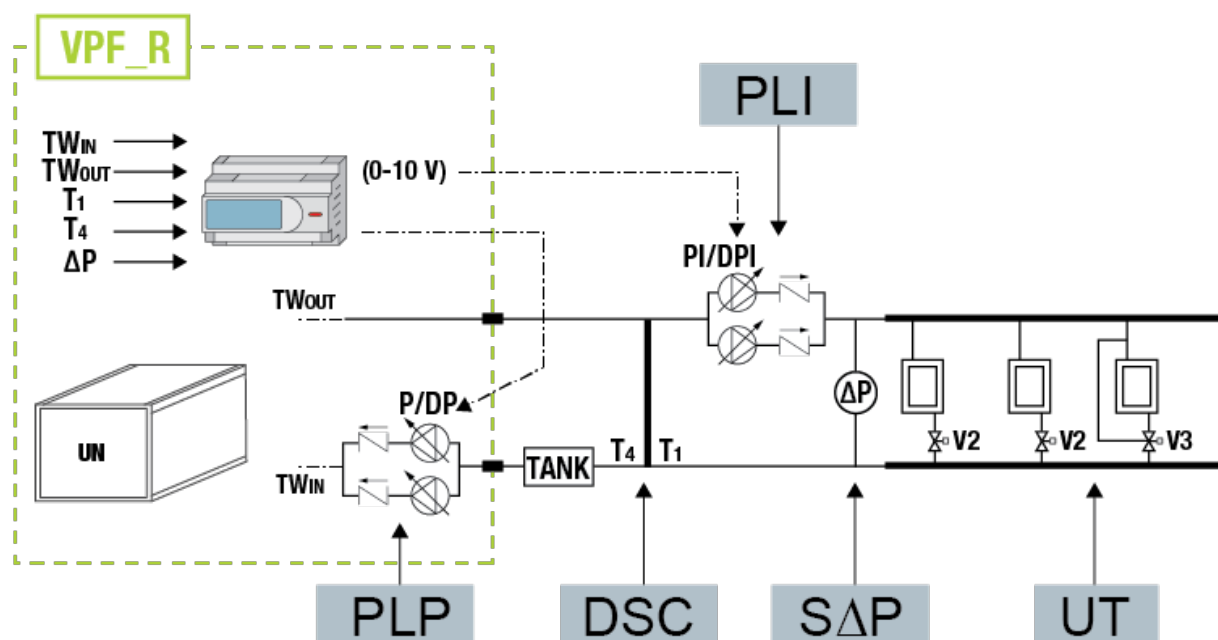 VPF_R
PLI
TWIN
TWOUT
T1
T4
ΔP
(0-10 V)
PI/DPI
TWOUT
P/DP
ΔP
UN
V2
V2
V3
TWIN
TANK
T4
T1
PLP
DSC
SΔP
UT